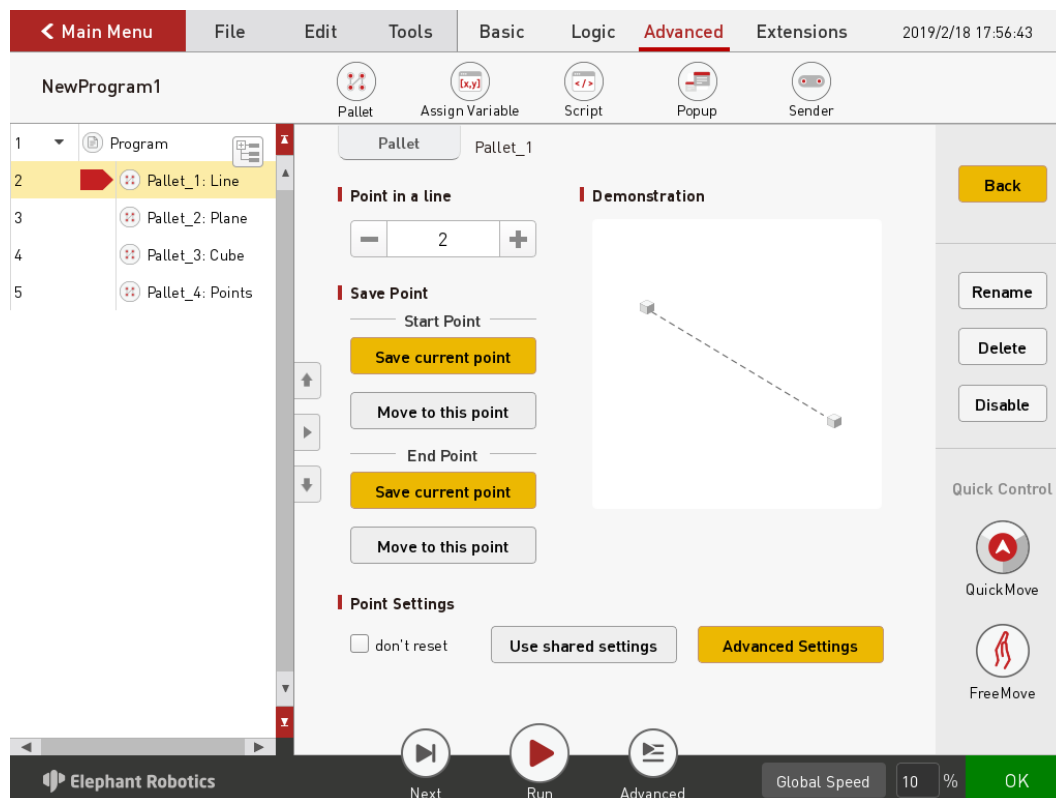 Main Menu File Edit Tools Basic Logic Advanced Extensions 2019/2/18 17:56:43
NewProgram1
Pallet Assign Variable Script Popup Sender
[x,y] </>
1 Program
2 Pallet_1: Line
3 Pallet_2: Plane
4 Pallet_3: Cube
5 Pallet_4: Points
Pallet Pallet_1
Point in a line
2
Save Point
Start Point
Save current point
Move to this point
End Point
Save current point
Move to this point
Point Settings
don't reset Use shared settings Advanced Settings
Demonstration
Back
Rename
Delete
Disable
Quick Control
QuickMove
FreeMove
Elephant Robotics
Next Run Advanced
Global Speed 10 % OK